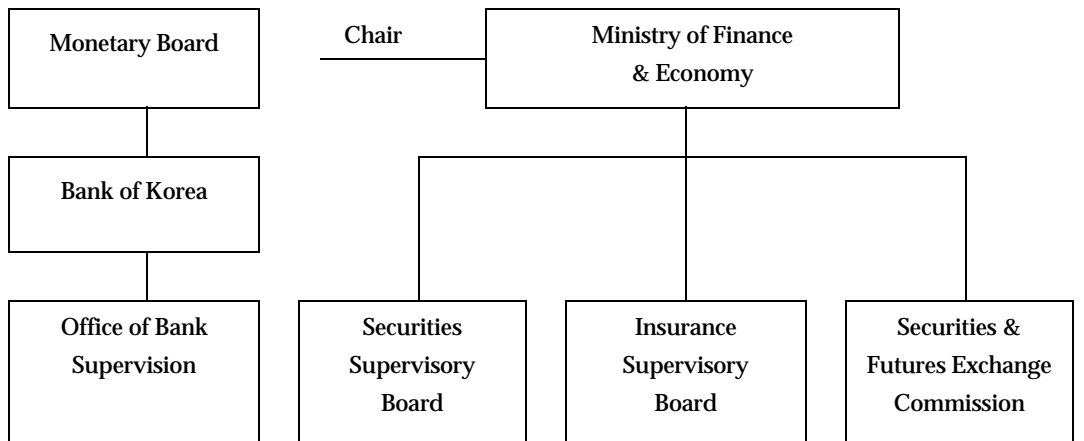 Monetary Board
Chair
Ministry of Finance
& Economy
Bank of Korea
Office of Bank
Supervision
Securities
Supervisory
Board
Insurance
Supervisory
Board
Securities &
Futures Exchange
Commission